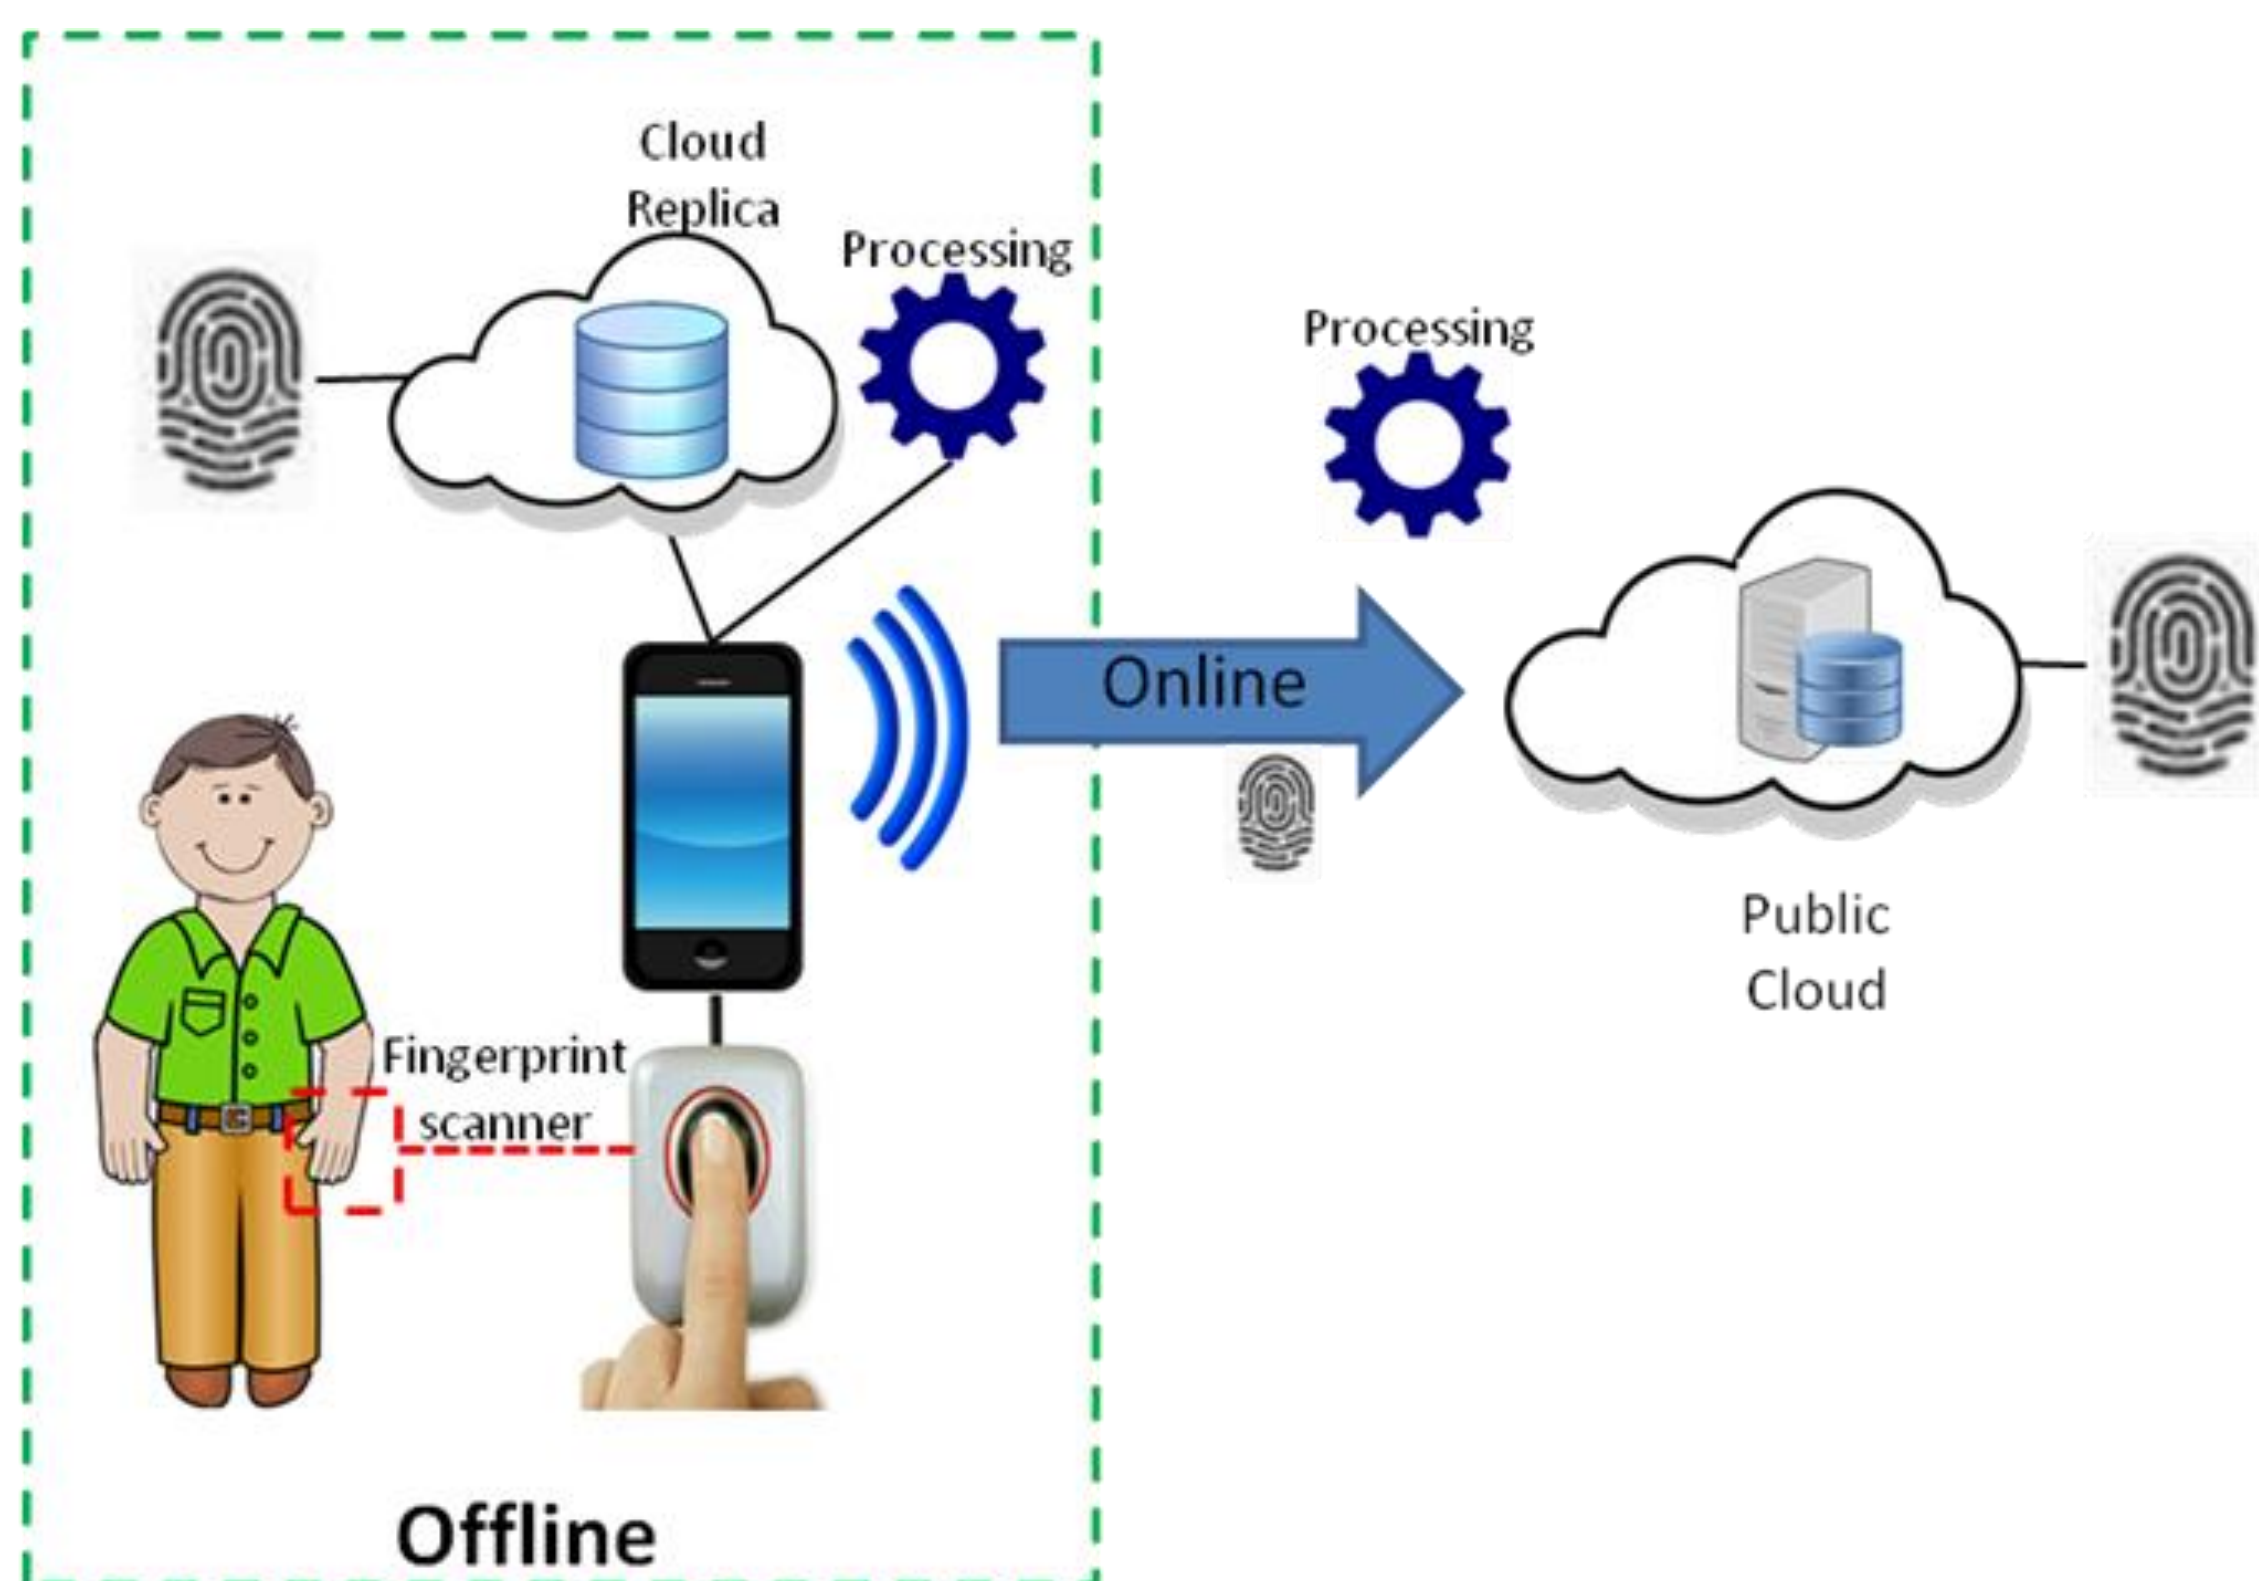 Cloud
Replica
Processing
Processing
Online
Public
Cloud
Fingerprint
scanner
Offline